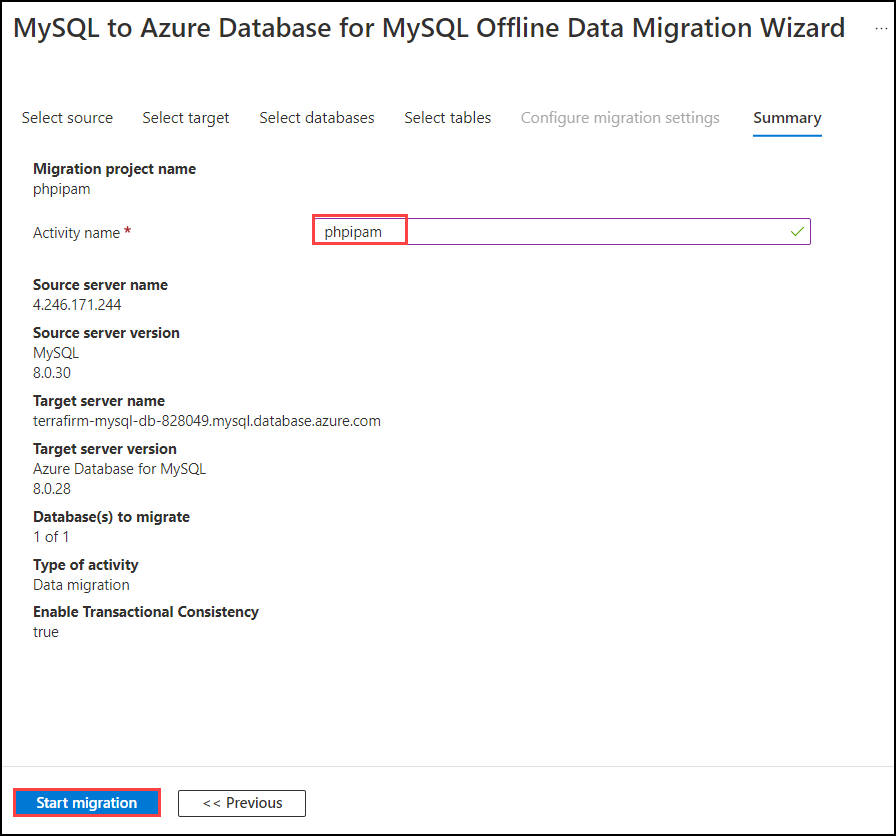 MySQL to Azure Database for MySQL Offline Data Migration Wizard ...
Select source Select target Select databases Select tables Configure migration settings Summary
Migration project name
phpipam
Activity name * phpipam
Source server name
4.246.171.244
Source server version
MySQL
8.0.30
Target server name
terrafirm-mysql-db-828049.mysql.database.azure.com
Target server version
Azure Database for MySQL
8.0.28
Database(s) to migrate
1 of 1
Type of activity
Data migration
Enable Transactional Consistency
true
Start migration << Previous